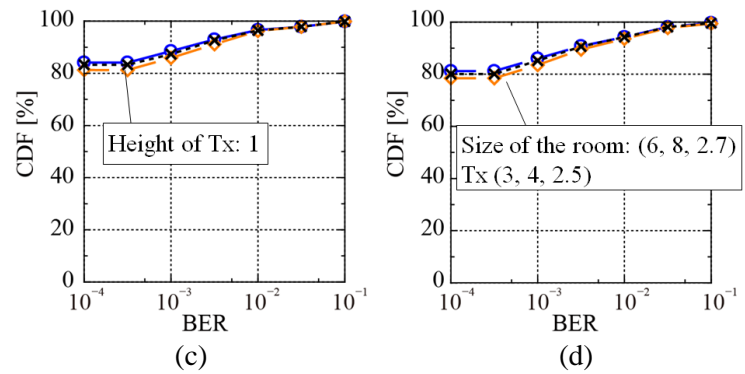 100
80
60
40
20
0
CDF [%]
Height of Tx: 1
10⁻⁴ 10⁻³ 10⁻² 10⁻¹
BER
(c)
100
80
60
40
20
0
CDF [%]
Size of the room: (6, 8, 2.7)
Tx (3, 4, 2.5)
10⁻⁴ 10⁻³ 10⁻² 10⁻¹
BER
(d)